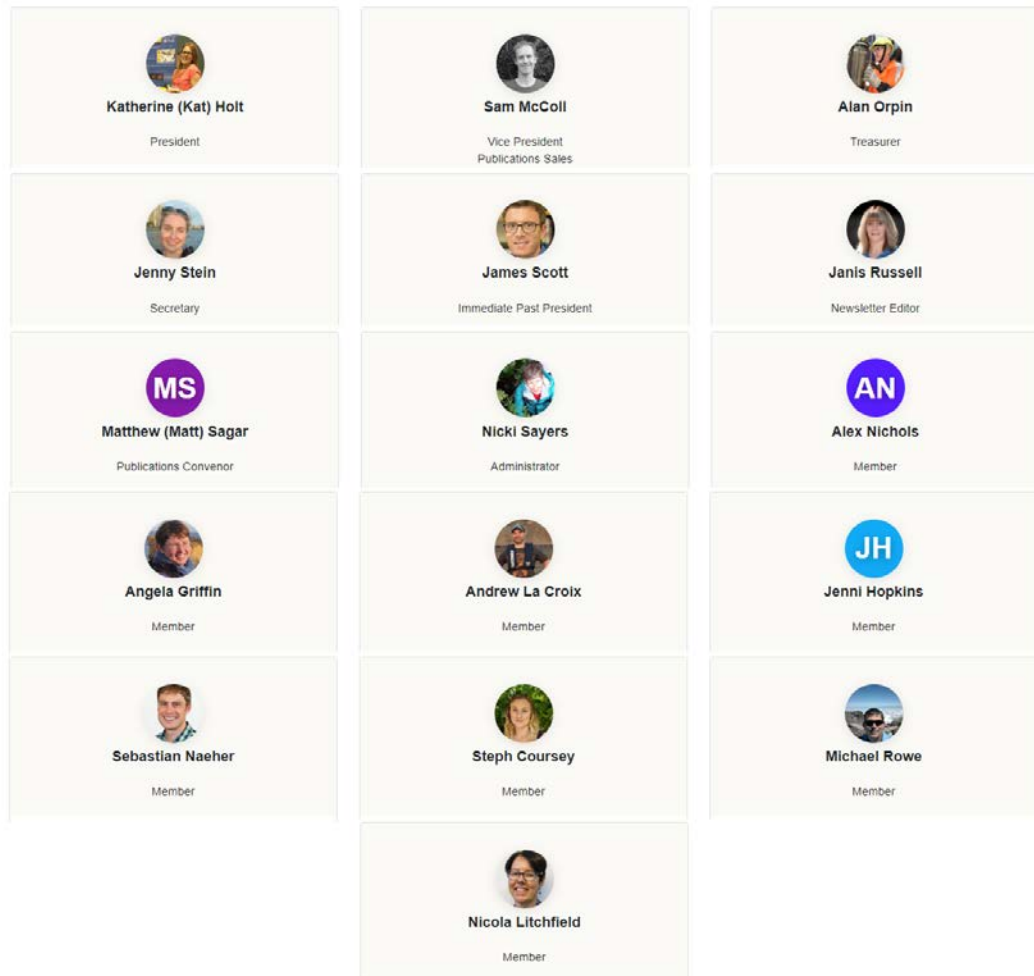 Katherine (Kat) Holt
President
Sam McColl
Vice President
Publications Sales
Alan Orpin
Treasurer
Jenny Stein
Secretary
James Scott
Immediate Past President
Janis Russell
Newsletter Editor
MS
Matthew (Matt) Sagar
Publications Convenor
Nicki Sayers
Administrator
AN
Alex Nichols
Member
Angela Griffin
Member
Andrew La Croix
Member
JH
Jenni Hopkins
Member
Sebastian Naeher
Member
Steph Coursey
Member
Michael Rowe
Member
Nicola Litchfield
Member